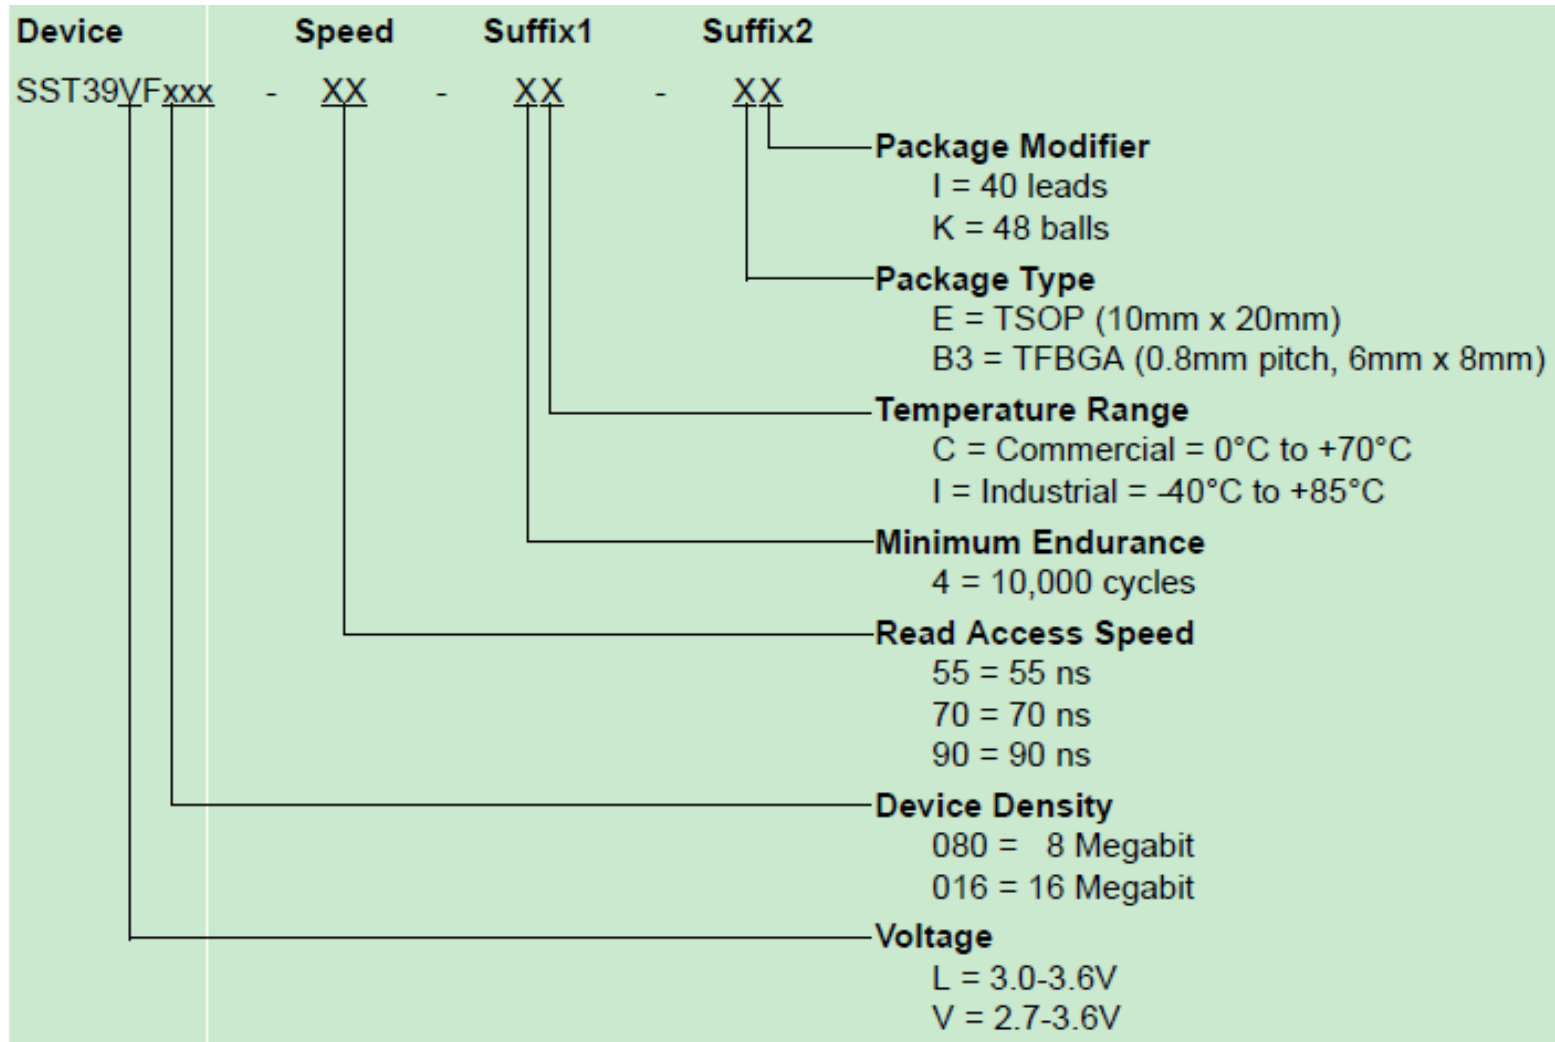 Device Speed Suffix1 Suffix2
SST39VFxxx - XX - XX - XX
Package Modifier
I = 40 leads
K = 48 balls
Package Type
E = TSOP (10mm x 20mm)
B3 = TFBGA (0.8mm pitch, 6mm x 8mm)
Temperature Range
C = Commercial = 0°C to +70°C
I = Industrial = -40°C to +85°C
Minimum Endurance
4 = 10,000 cycles
Read Access Speed
55 = 55 ns
70 = 70 ns
90 = 90 ns
Device Density
080 = 8 Megabit
016 = 16 Megabit
Voltage
L = 3.0-3.6V
V = 2.7-3.6V